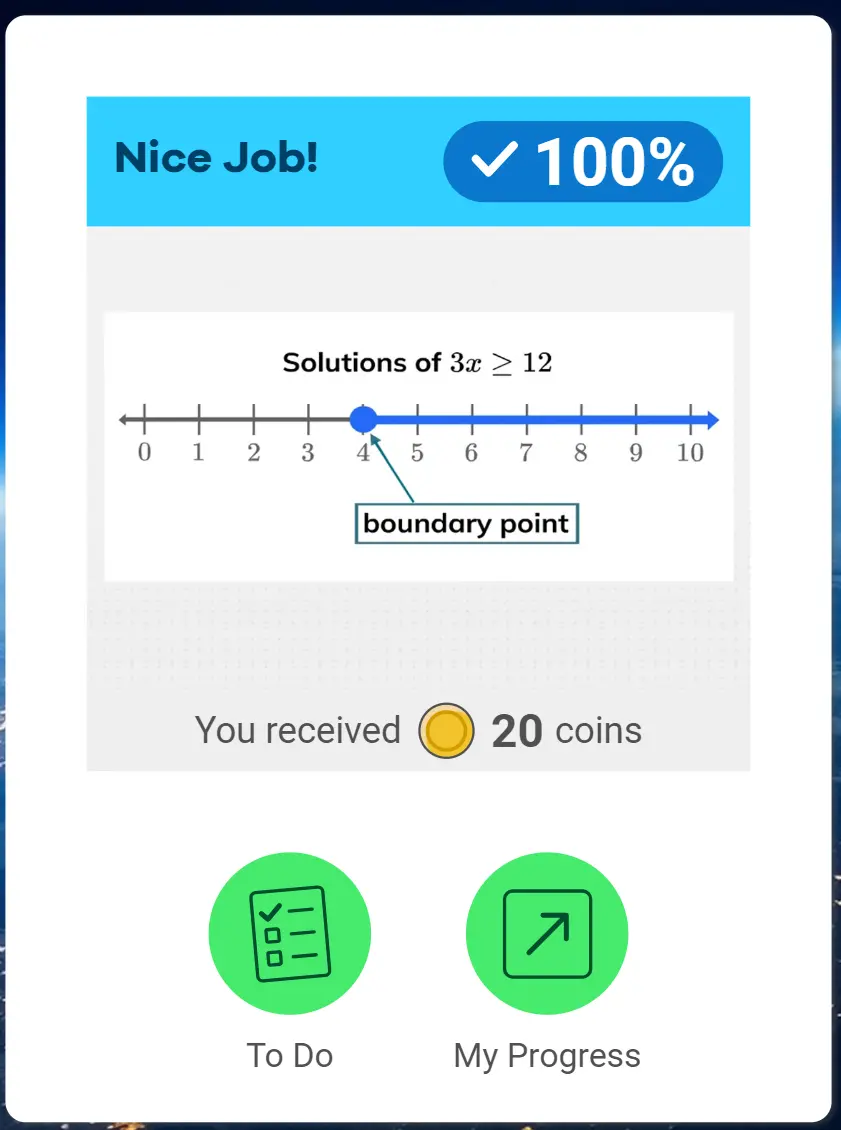 Nice Job!
100%
Solutions of 3x ≥ 12
0 1 2 3 4 5 6 7 8 9 10
boundary point
You received 20 coins
To Do My Progress